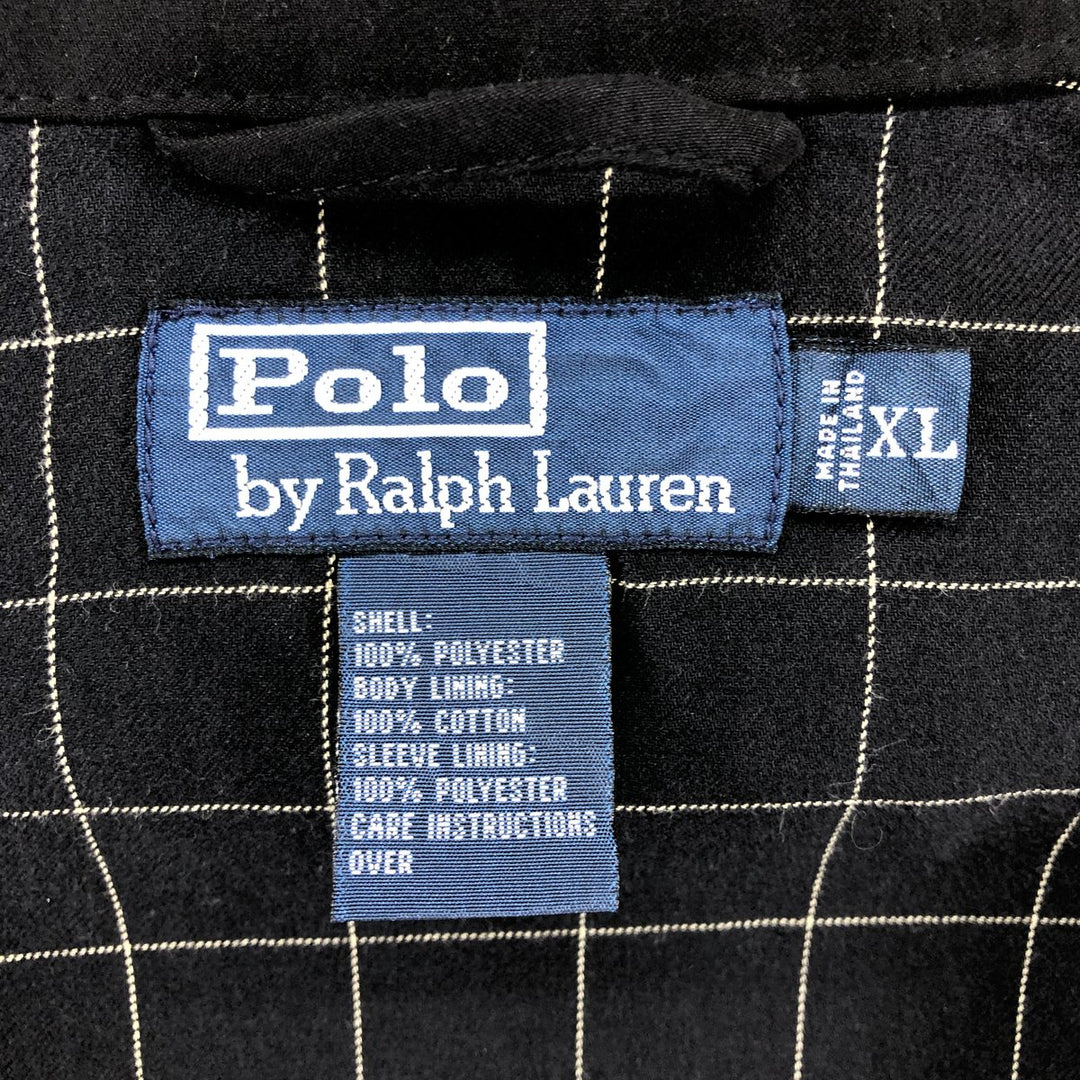 Polo
by Ralph Lauren
MADE IN
THAILAND
XL
SHELL:
100% POLYESTER
BODY LINING:
100% COTTON
SLEEVE LINING:
100% POLYESTER
CARE INSTRUCTIONS
OVER